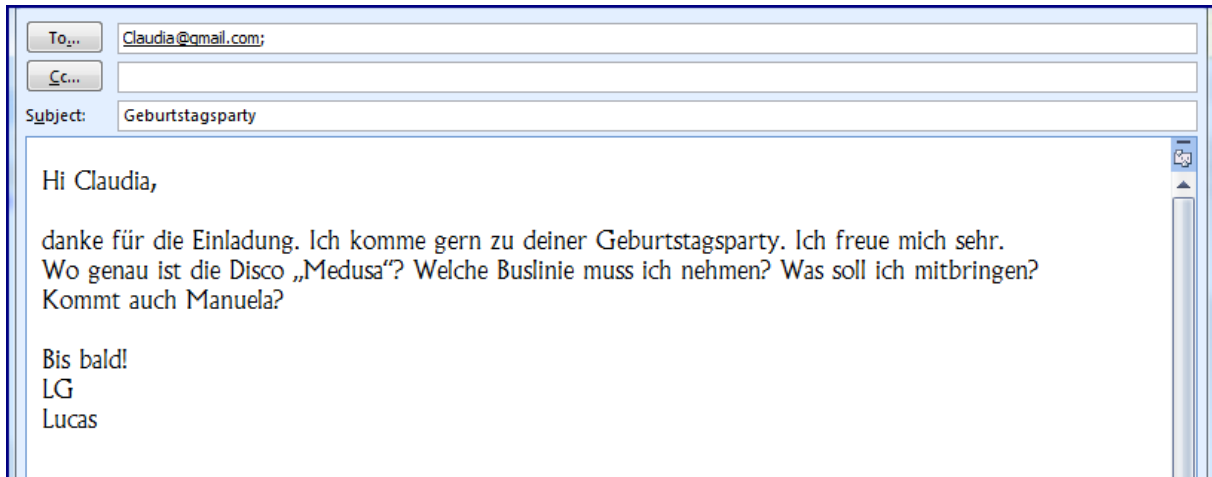 To...
Claudia@gmail.com;
Cc...
Subject:
Geburtstagsparty
Hi Claudia,
danke für die Einladung. Ich komme gern zu deiner Geburtstagsparty. Ich freue mich sehr.
Wo genau ist die Disco „Medusa“? Welche Buslinie muss ich nehmen? Was soll ich mitbringen?
Kommt auch Manuela?
Bis bald!
LG
Lucas